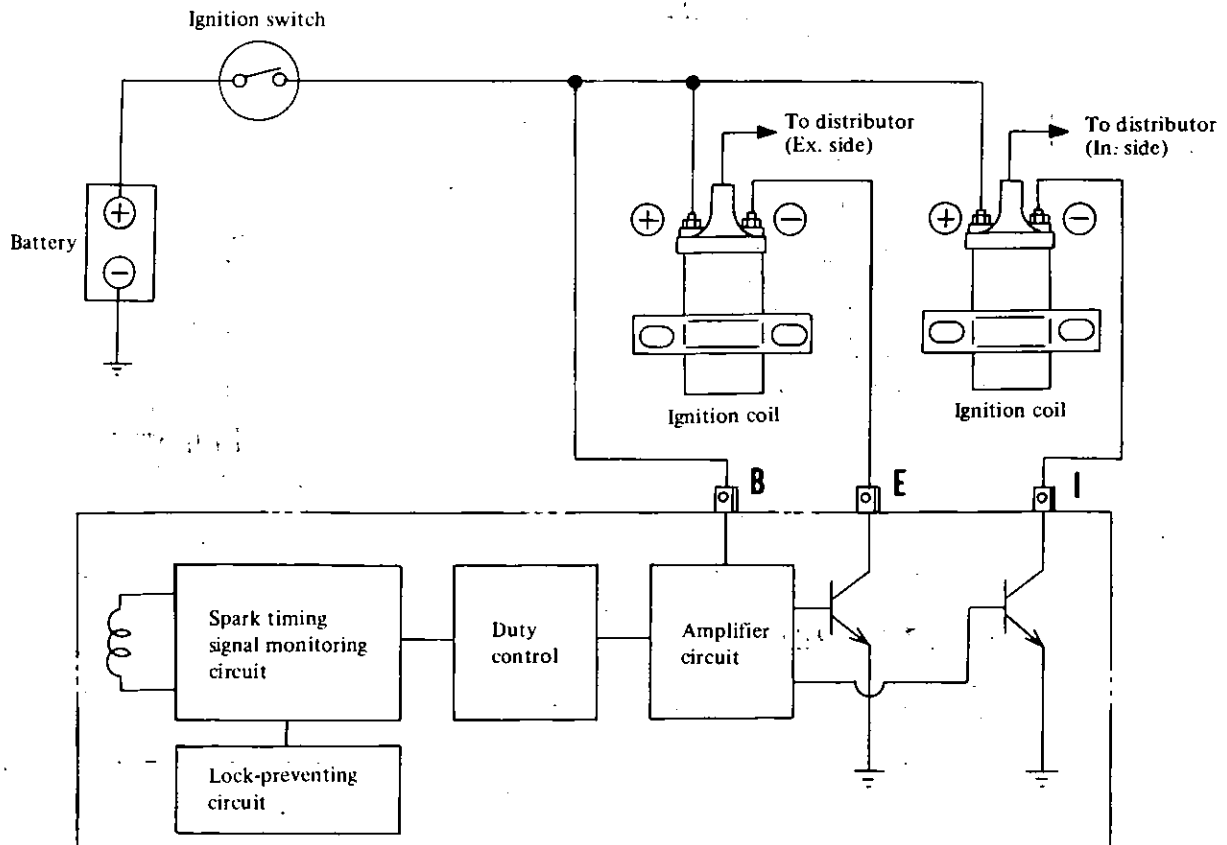 Ignition switch
To distributor
(Ex. side)
To distributor
(In. side)
+
-
+
-
Battery
+
-
Ignition coil
Ignition coil
B
E
I
Spark timing
signal monitoring
circuit
Duty
control
Amplifier
circuit
Lock-preventing
circuit